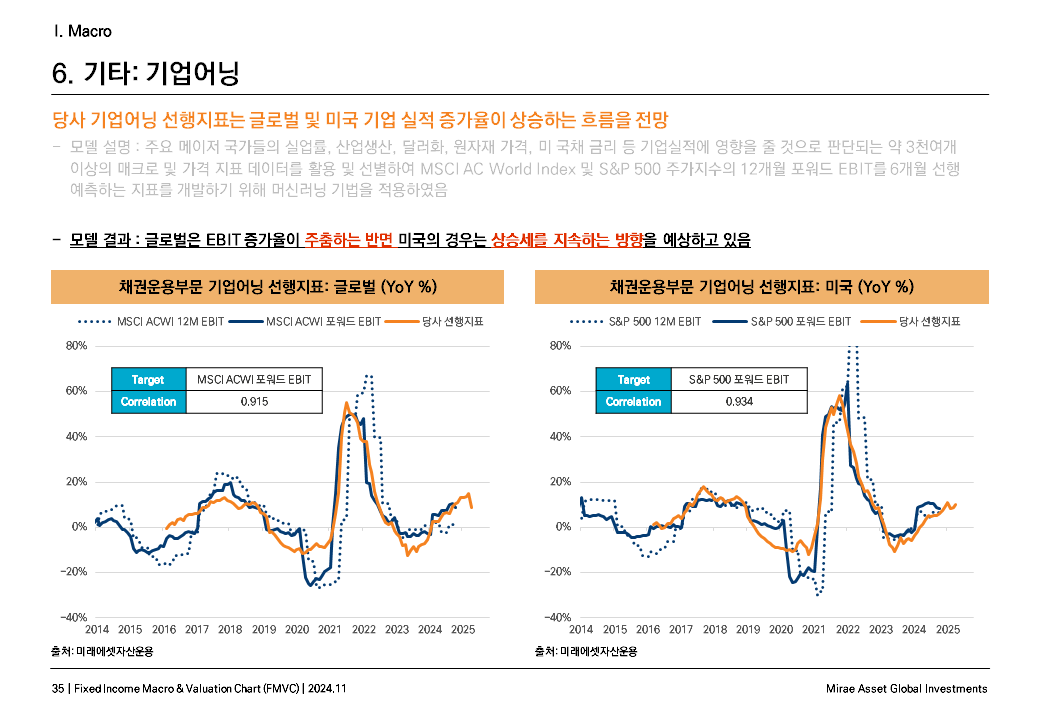 I. Macro
6. 기타: 기업어닝
당사 기업어닝 선행지표는 글로벌 및 미국 기업 실적 증가율이 상승하는 흐름을 전망
- 모델 설명 : 주요 메이저 국가들의 실업률, 산업생산, 달러화, 원자재 가격, 미 국채 금리 등 기업실적에 영향을 줄 것으로 판단되는 약 3천여개
이상의 매크로 및 가격 지표 데이터를 활용 및 선별하여 MSCI AC World Index 및 S&P 500 주가지수의 12개월 포워드 EBIT를 6개월 선행
예측하는 지표를 개발하기 위해 머신러닝 기법을 적용하였음
- 모델 결과 : 글로벌은 EBIT 증가율이 주춤하는 반면 미국의 경우는 상승세를 지속하는 방향을 예상하고 있음
채권운용부문 기업어닝 선행지표: 글로벌 (YoY %)
MSCI ACWI 12M EBIT MSCI ACWI 포워드 EBIT 당사 선행지표
80%
60%
40%
20%
0%
-20%
-40%
Target MSCI ACWI 포워드 EBIT
Correlation 0.915
2014 2015 2016 2017 2018 2019 2020 2021 2022 2023 2024 2025
출처: 미래에셋자산운용
채권운용부문 기업어닝 선행지표: 미국 (YoY %)
S&P 500 12M EBIT S&P 500 포워드 EBIT 당사 선행지표
80%
60%
40%
20%
0%
-20%
-40%
Target S&P 500 포워드 EBIT
Correlation 0.934
2014 2015 2016 2017 2018 2019 2020 2021 2022 2023 2024 2025
출처: 미래에셋자산운용
35 | Fixed Income Macro & Valuation Chart (FMVC) | 2024.11
Mirae Asset Global Investments